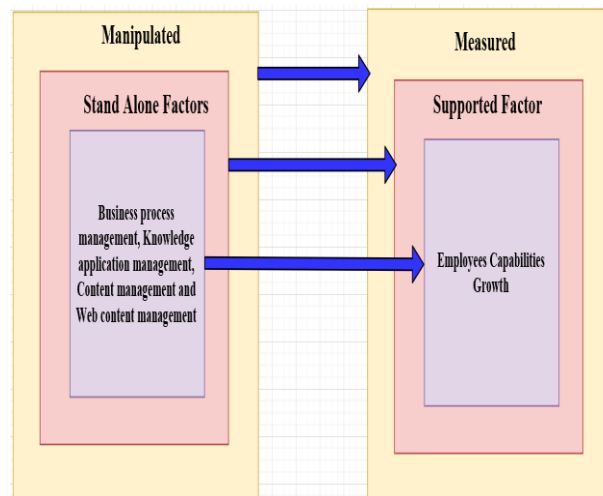 Manipulated
Stand Alone Factors
Business process
management, Knowledge
application management,
Content management and
Web content management
Measured
Supported Factor
Employees Capabilities
Growth